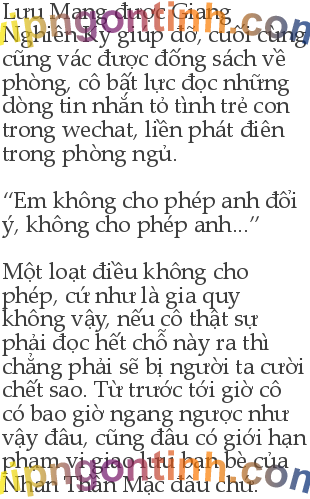 Lưu Mang được Giang
Nghiên Kỳ giúp đỡ, cuối cùng
cũng vác được đống sách về
phòng, cô bất lực đọc những
dòng tin nhắn tỏ tình trẻ con
trong wechat, liền phát điên
trong phòng ngủ.
“Em không cho phép anh đổi
ý, không cho phép anh...”
Một loạt điều không cho
phép, cứ như là gia quy
không vậy, nếu cô thật sự
phải đọc hết chỗ này ra thì
chẳng phải sẽ bị người ta cười
chết sao. Từ trước tới giờ cô
có bao giờ ngang ngược như
vậy đâu, cũng đâu có giới hạn
phạm vi giao lưu bạn bè của
Nhan Thần Mặc đâu chứ.